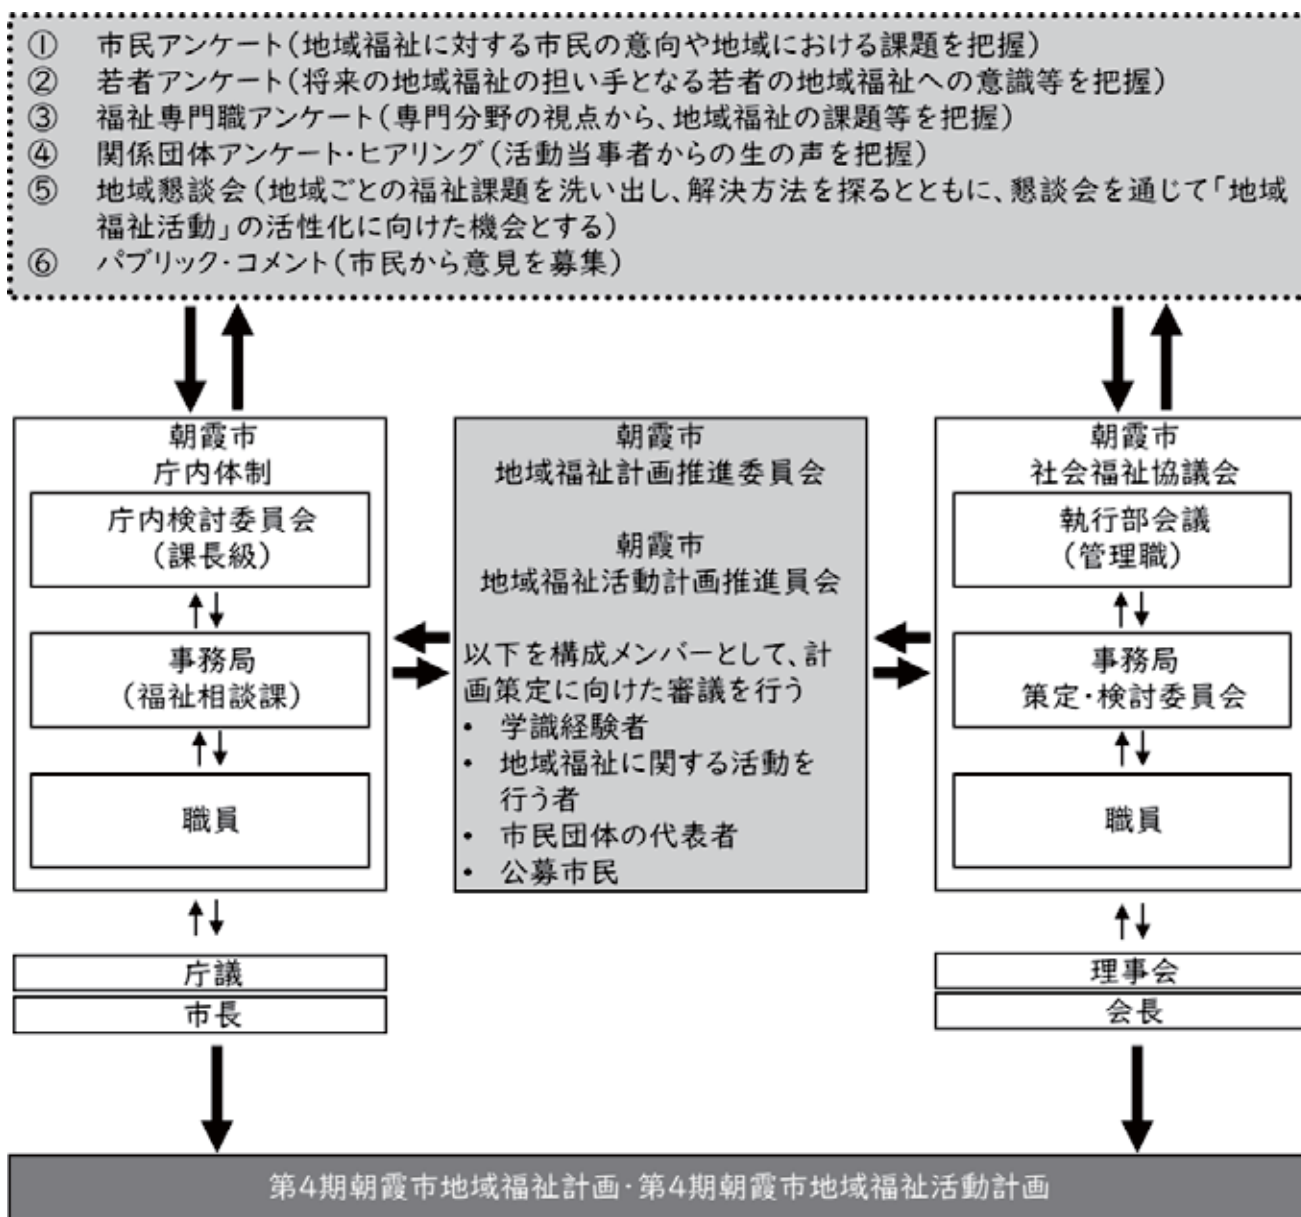 ① 市民アンケート(地域福祉に対する市民の意向や地域における課題を把握)
② 若者アンケート(将来の地域福祉の担い手となる若者の地域福祉への意識等を把握)
③ 福祉専門職アンケート(専門分野の視点から、地域福祉の課題等を把握)
④ 関係団体アンケート・ヒアリング(活動当事者からの生の声を把握)
⑤ 地域懇談会(地域ごとの福祉課題を洗い出し、解決方法を探るとともに、懇談会を通じて「地域
福祉活動」の活性化に向けた機会とする)
⑥ パブリック・コメント(市民から意見を募集)
朝霞市
庁内体制
庁内検討委員会
(課長級)
事務局
(福祉相談課)
職員
庁議
市長
朝霞市
地域福祉計画推進委員会
朝霞市
地域福祉活動計画推進員会
以下を構成メンバーとして、計
画策定に向けた審議を行う
• 学識経験者
• 地域福祉に関する活動を
行う者
• 市民団体の代表者
• 公募市民
朝霞市
社会福祉協議会
執行部会議
(管理職)
事務局
策定・検討委員会
職員
理事会
会長
第4期朝霞市地域福祉計画・第4期朝霞市地域福祉活動計画